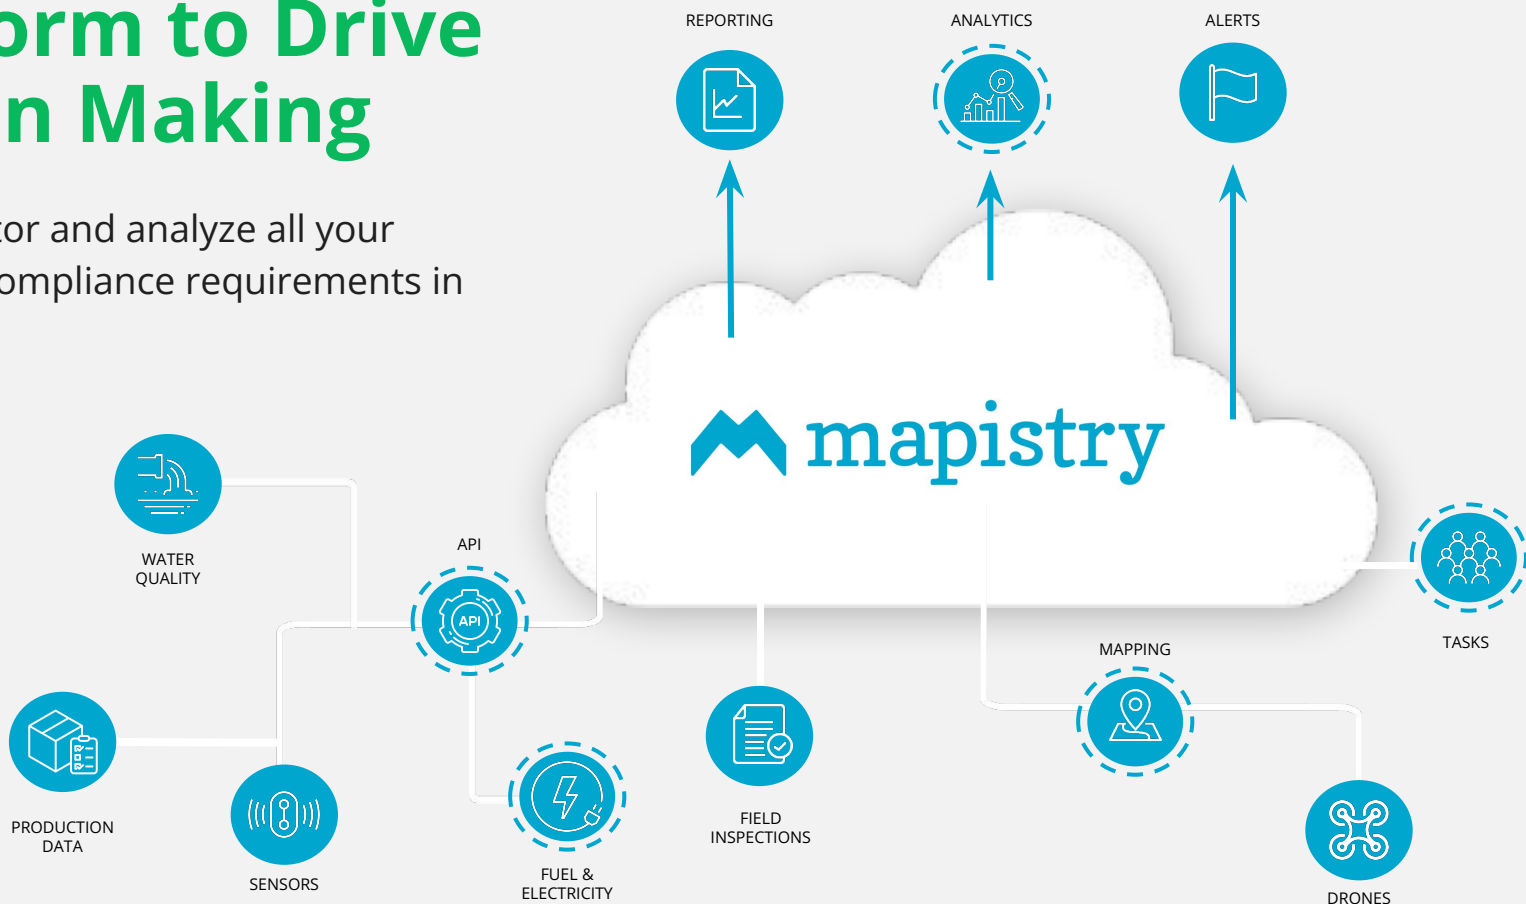 orm to Drive
n Making
tor and analyze all your
ompliance requirements in
REPORTING
ANALYTICS
ALERTS
mapistry
WATER
QUALITY
API
API
TASKS
MAPPING
PRODUCTION
DATA
SENSORS
FUEL &
ELECTRICITY
FIELD
INSPECTIONS
DRONES